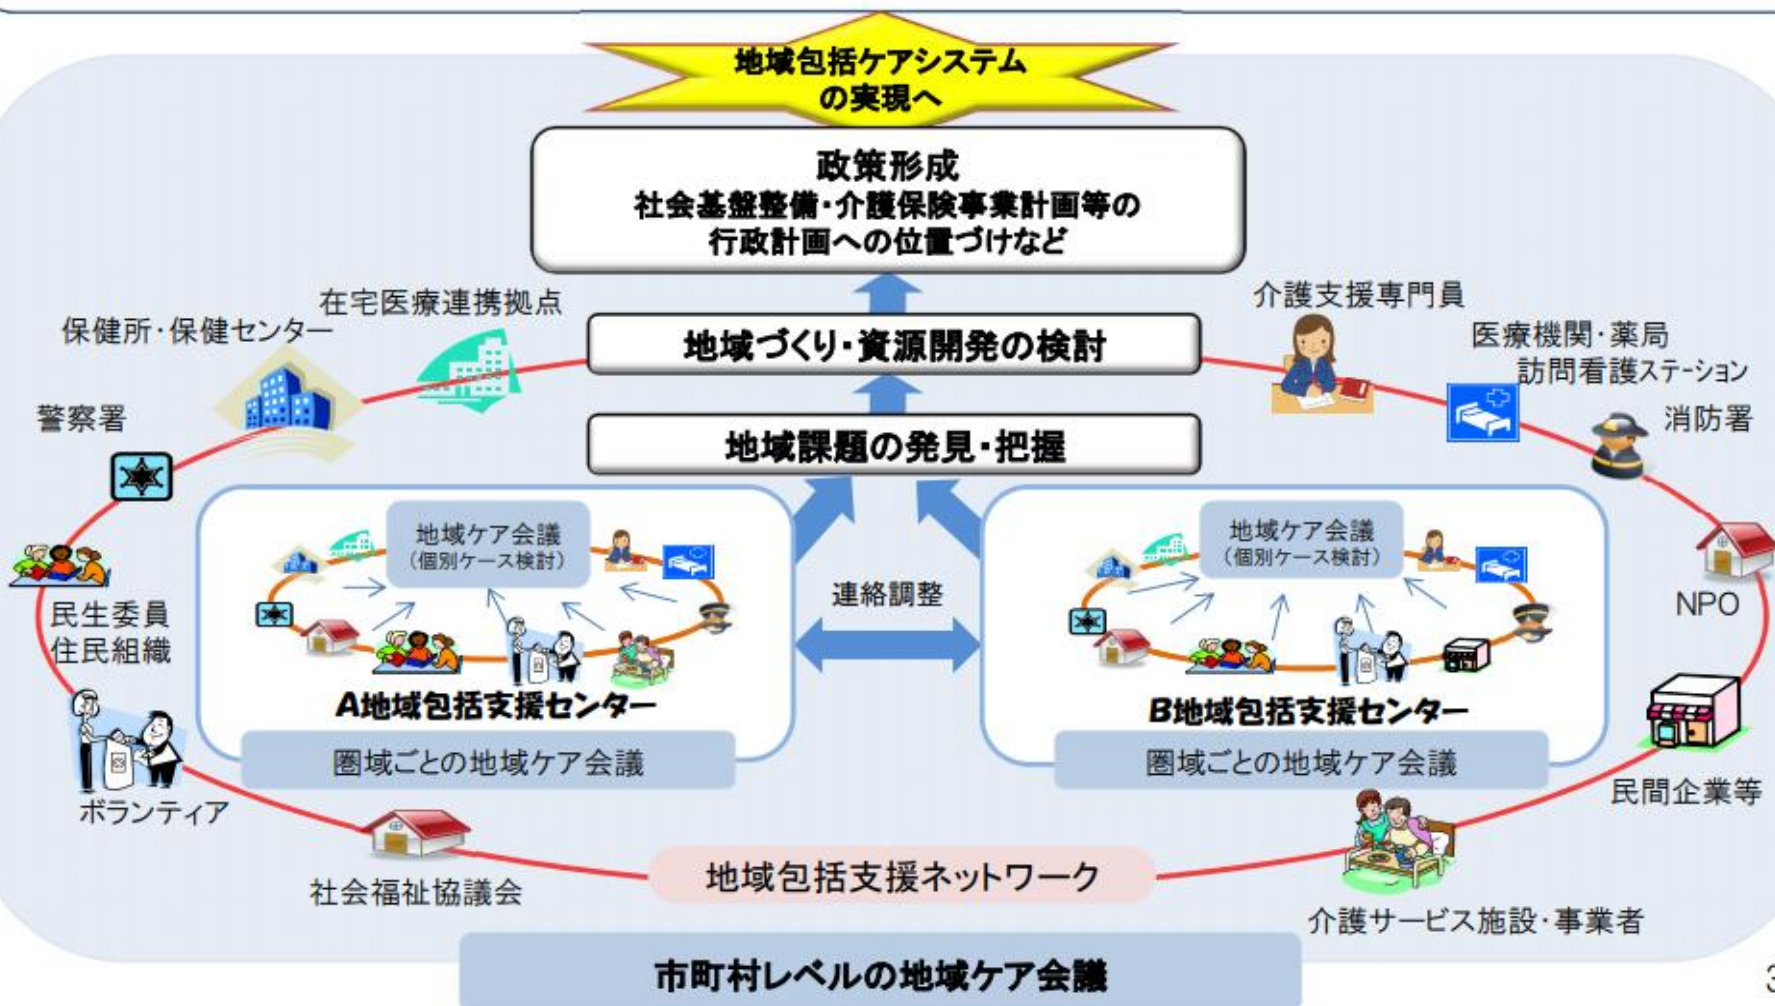 地域包括ケアシステム
の実現へ
政策形成
社会基盤整備・介護保険事業計画等の
行政計画への位置づけなど
在宅医療連携拠点
介護支援専門員
保健所・保健センター
地域づくり・資源開発の検討
医療機関・薬局
訪問看護ステーション
警察署
消防署
地域課題の発見・把握
地域ケア会議
(個別ケース検討)
地域ケア会議
(個別ケース検討)
連絡調整
民生委員
住民組織
NPO
A地域包括支援センター
B地域包括支援センター
圏域ごとの地域ケア会議
圏域ごとの地域ケア会議
ボランティア
民間企業等
社会福祉協議会
地域包括支援ネットワーク
介護サービス施設・事業者
市町村レベルの地域ケア会議
3